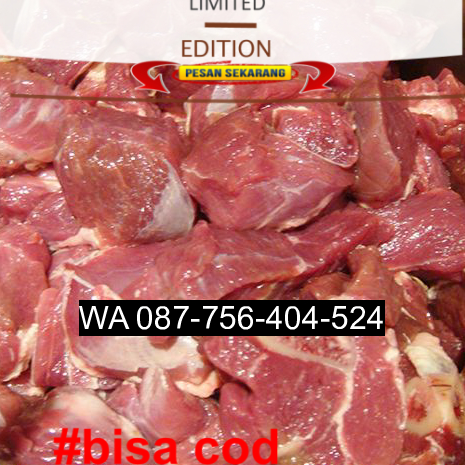 LIMITED
EDITION
PESAN SEKARANG
WA 087-756-404-524
#bisa cod